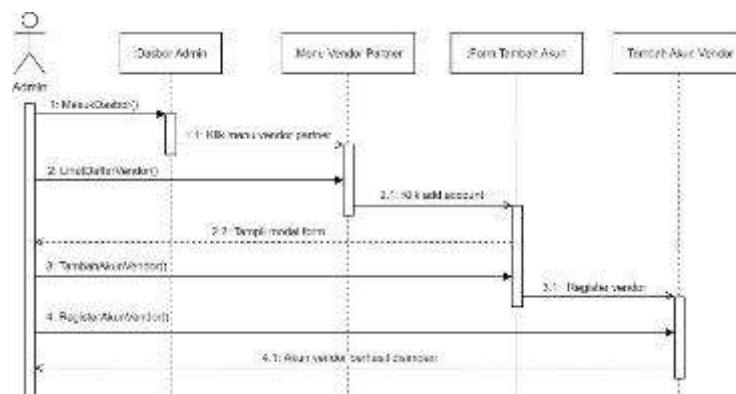 :Dasbor Admin
:Menu Vendor Partner
:Form Tambah Akun
:Tambah Akun Vendor
Admin
1: MasukDasbor()
1.1: Klik menu vendor partner
2: LihatDaftarVendor()
2.1: Klik add account
2.2: Tampil modal form
3: TambahAkunVendor()
3.1: Register vendor
4: RegisterAkunVendor()
4.1: Akun vendor berhasil disimpan